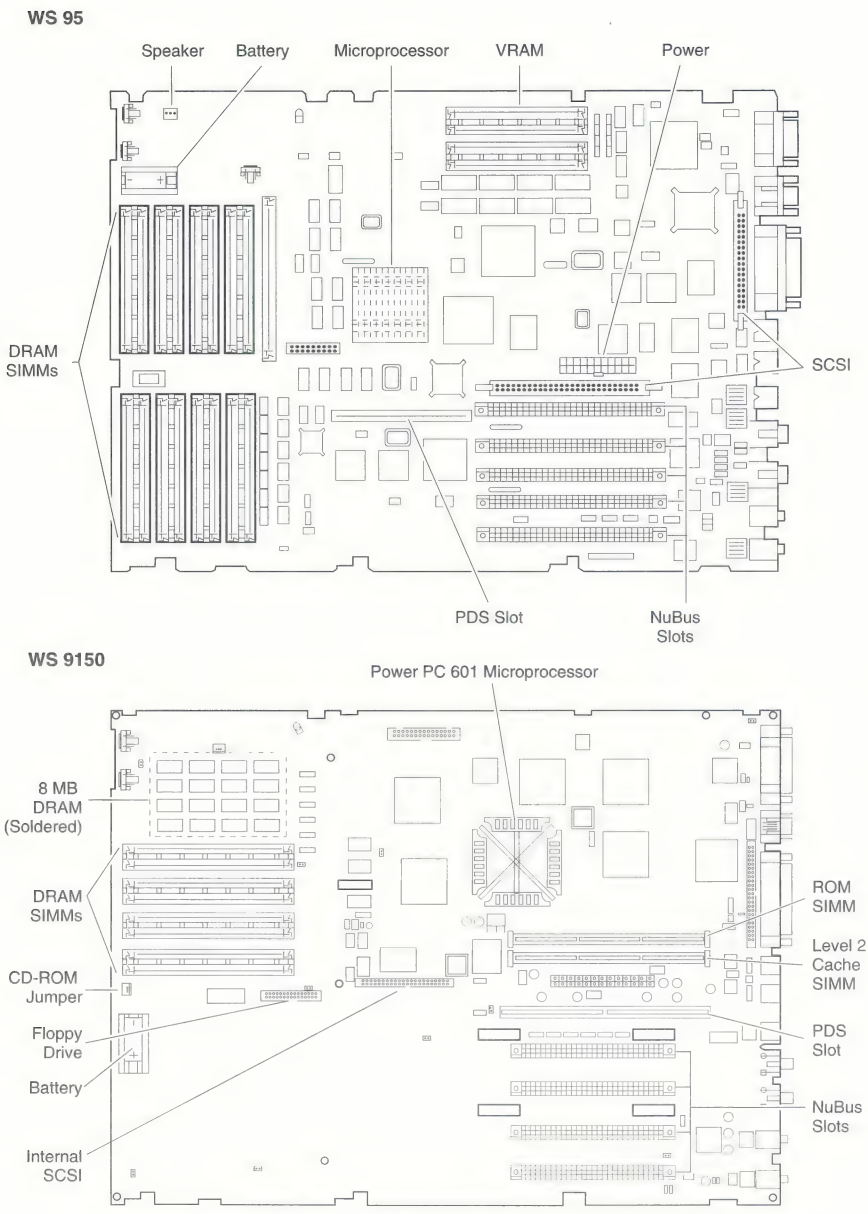 WS 95
Speaker
Battery
Microprocessor
VRAM
Power
DRAM
SIMMs
SCSI
PDS Slot
NuBus
Slots
WS 9150
Power PC 601 Microprocessor
8 MB
DRAM
(Soldered)
DRAM
SIMMs
CD-ROM
Jumper
Floppy
Drive
Battery
Internal
SCSI
ROM
SIMM
Level 2
Cache
SIMM
PDS
Slot
NuBus
Slots